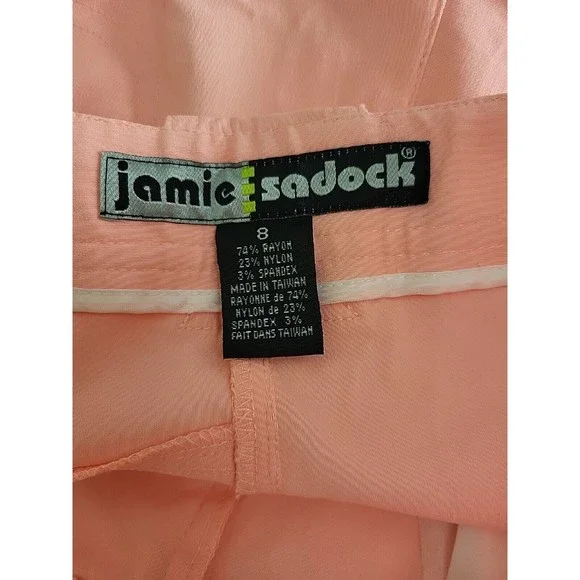 jamie sadock®
8
74% RAYON
23% NYLON
3% SPANDEX
MADE IN TAIWAN
RAYONNE de 74%
NYLON de 23%
SPANDEX 3%
FAIT DANS TAIWAN